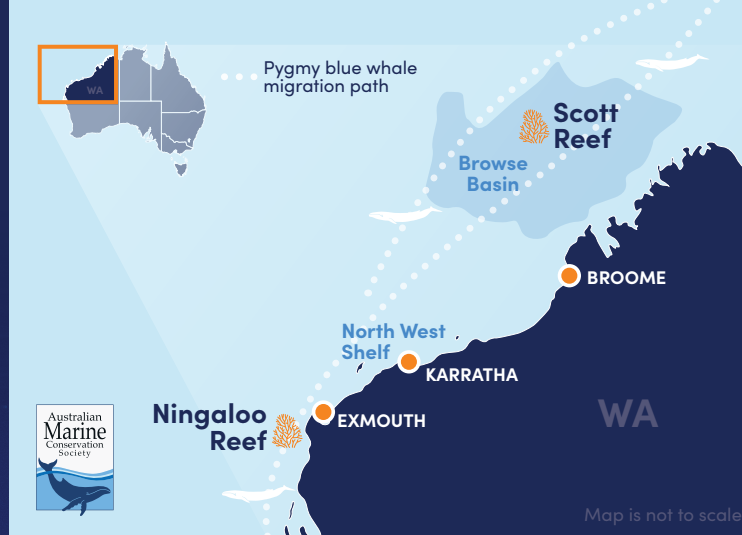 WA
Pygmy blue whale
migration path
Scott
Reef
Browse
Basin
BROOME
North West
Shelf
KARRATHA
Ningaloo
Reef
EXMOUTH
WA
Australian
Marine
Conservation
Society
Map is not to scale